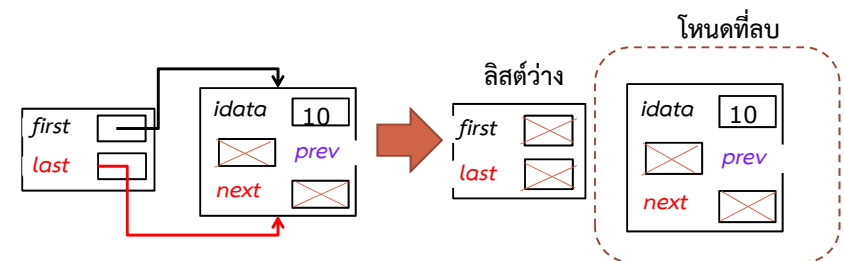 โหนดที่ลบ
ลิสต์ว่าง
first
last
idata 10
prev
next
first
last
idata 10
prev
next